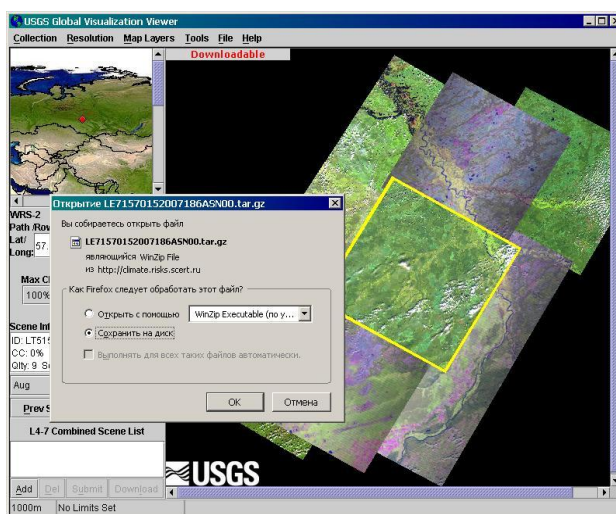 USGS Global Visualization Viewer
Collection Resolution Map Layers Tools File Help
Downloadable
Открытие LE71570152007186ASN00.tar.gz
Вы собираетесь открыть файл
LE71570152007186ASN00.tar.gz
являющийся WinZip File
из http://climate.risks.scert.ru
Как Firefox следует обработать этот файл?
Открыть с помощью WinZip Executable (no у...
Сохранить на диск
Выполнять для всех таких файлов автоматически.
OK Отмена
WRS-2
Path /Row
Lat/
Long: 57.
Max Cl
100%
Scene Inf
ID: LT515
CC: 0%
Qlty: 9
Aug
Prev S
L4-7 Combined Scene List
Add Del Submit Download
USGS
1000m No Limits Set